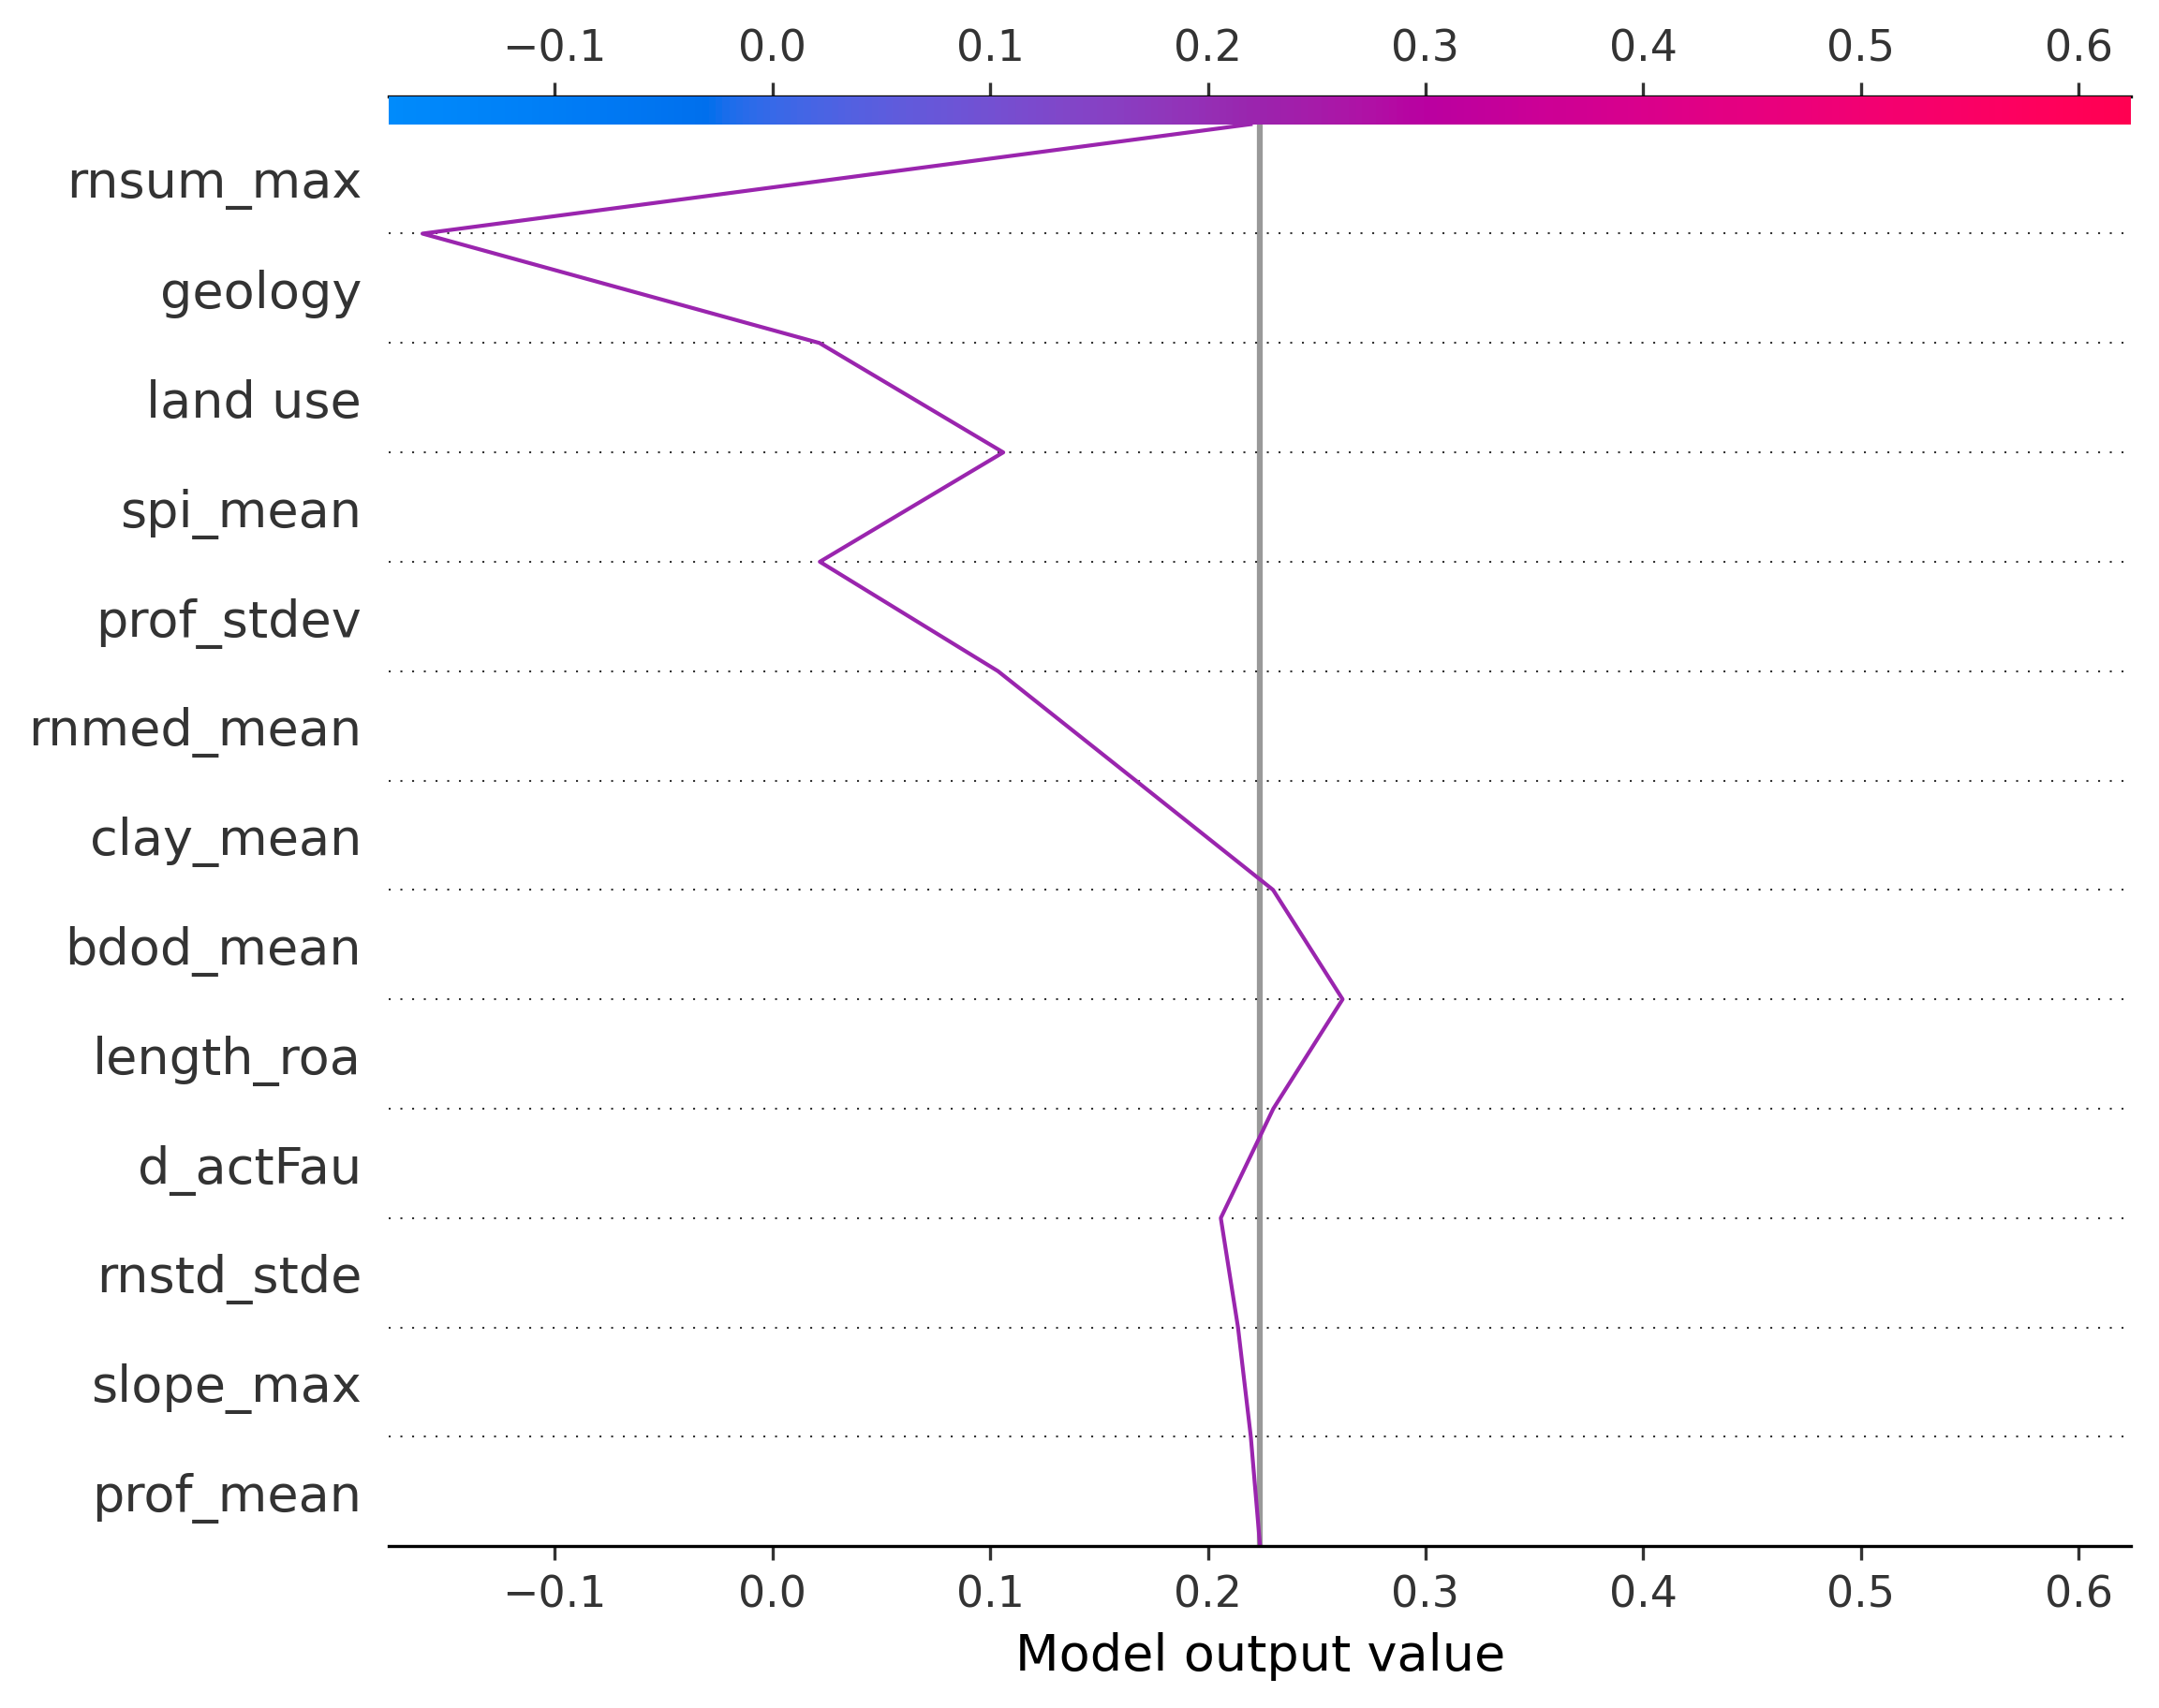 −0.1 0.0 0.1 0.2 0.3 0.4 0.5 0.6
rnsum_max
geology
land use
spi_mean
prof_stdev
rnmed_mean
clay_mean
bdod_mean
length_roa
d_actFau
rnstd_stde
slope_max
prof_mean
−0.1 0.0 0.1 0.2 0.3 0.4 0.5 0.6
Model output value